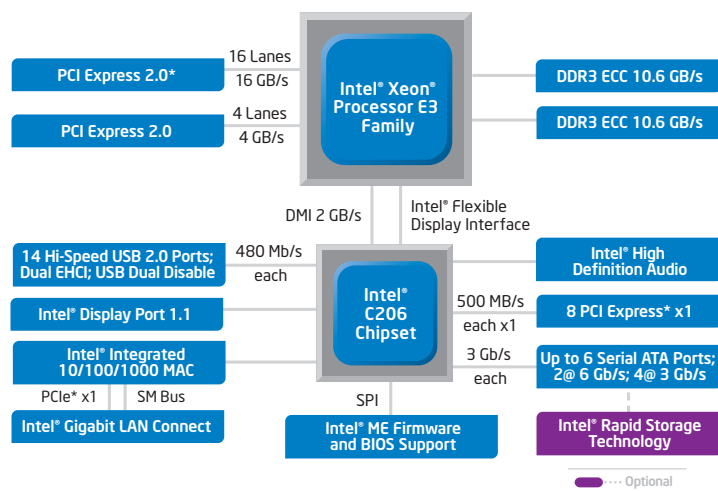 16 Lanes
PCI Express 2.0*
16 GB/s
4 Lanes
PCI Express 2.0
4 GB/s
Intel® Xeon®
Processor E3
Family
DDR3 ECC 10.6 GB/s
DDR3 ECC 10.6 GB/s
DMI 2 GB/s
Intel® Flexible
Display Interface
14 Hi-Speed USB 2.0 Ports;
Dual EHCI; USB Dual Disable
480 Mb/s
each
Intel® Display Port 1.1
Intel® Integrated
10/100/1000 MAC
PCIe* x1
SM Bus
Intel® Gigabit LAN Connect
Intel®
C206
Chipset
SPI
Intel® ME Firmware
and BIOS Support
Intel® High
Definition Audio
500 MB/s
each x1
8 PCI Express* x1
3 Gb/s
each
Up to 6 Serial ATA Ports;
2@ 6 Gb/s; 4@ 3 Gb/s
Intel® Rapid Storage
Technology
Optional